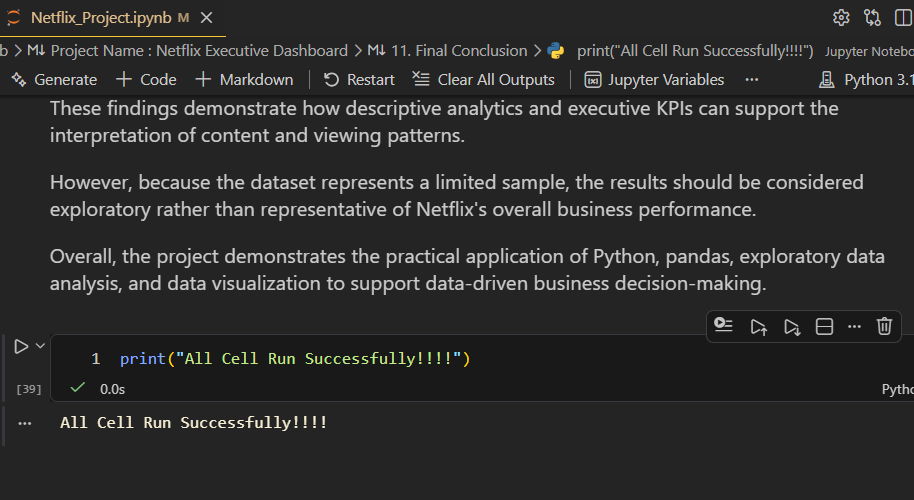 Netflix_Project.ipynb M
b > M↓ Project Name : Netflix Executive Dashboard > M↓ 11. Final Conclusion > print("All Cell Run Successfully!!!!") Jupyter Notebo
Generate + Code + Markdown Restart Clear All Outputs Jupyter Variables ... Python 3.1
These findings demonstrate how descriptive analytics and executive KPIs can support the
interpretation of content and viewing patterns.
However, because the dataset represents a limited sample, the results should be considered
exploratory rather than representative of Netflix's overall business performance.
Overall, the project demonstrates the practical application of Python, pandas, exploratory data
analysis, and data visualization to support data-driven business decision-making.
1 print("All Cell Run Successfully!!!!")
[39] 0.0s Pytho
All Cell Run Successfully!!!!